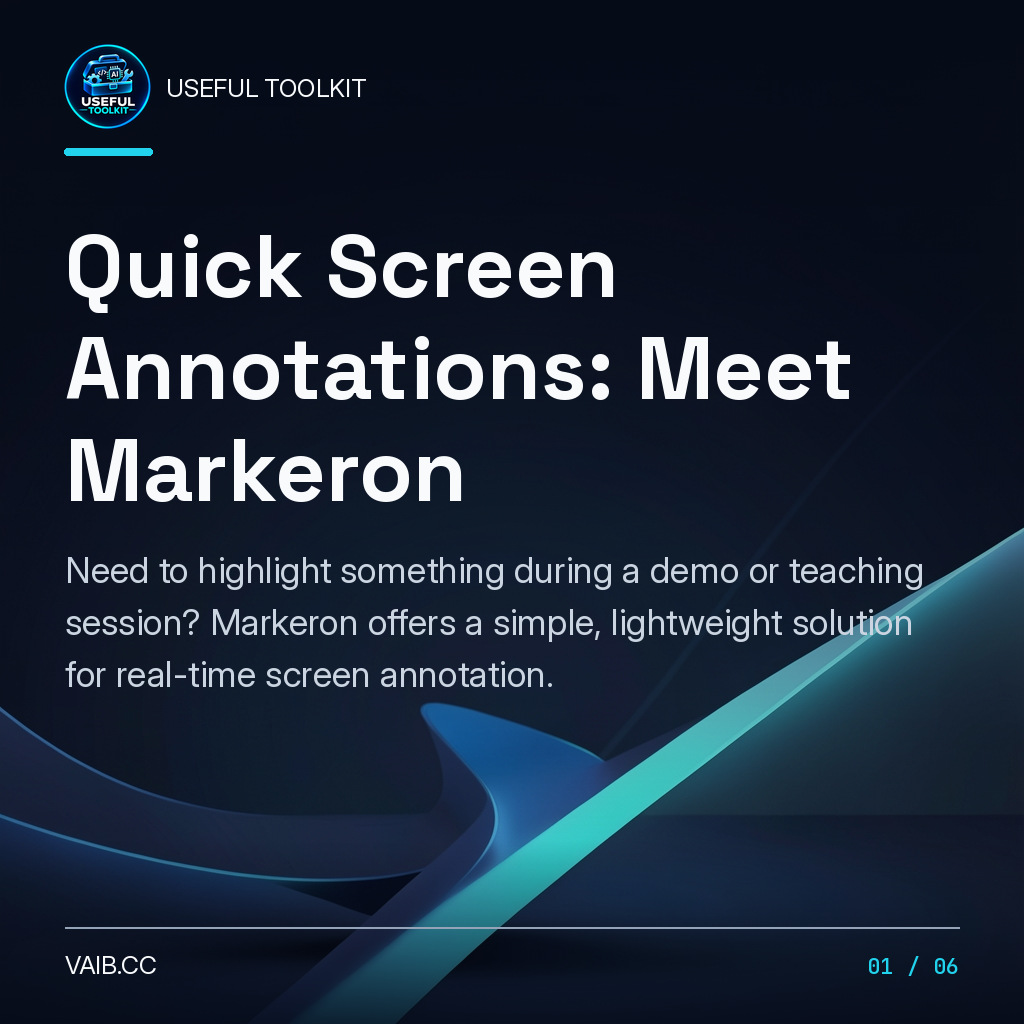 USEFUL
TOOLKIT
AI
</>
USEFUL TOOLKIT
Quick Screen
Annotations: Meet
Markeron
Need to highlight something during a demo or teaching
session? Markeron offers a simple, lightweight solution
for real-time screen annotation.
VAIB.CC
01 / 06